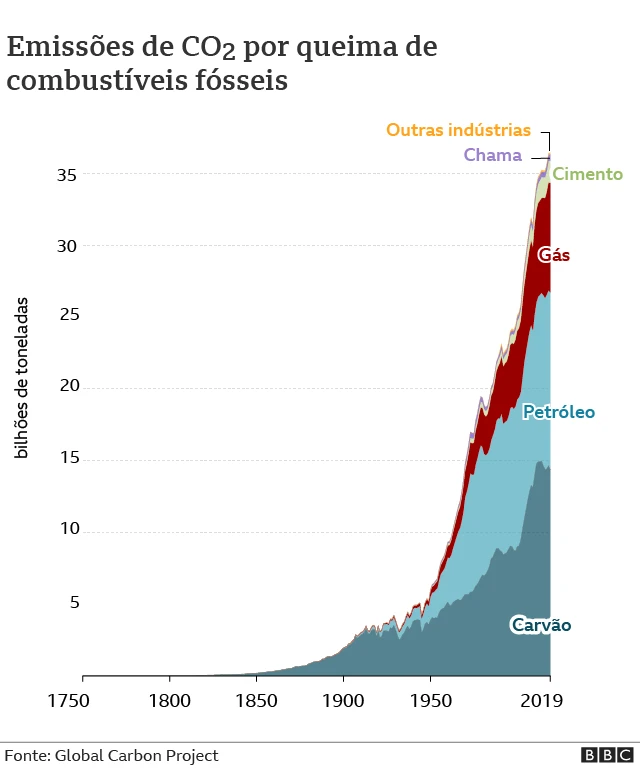 Emissões de CO₂ por queima de
combustíveis fósseis
Outras indústrias
Chama
Cimento
35
30
Gás
25
bilhões de toneladas
20
Petróleo
15
10
5
Carvão
1750
1800
1850
1900
1950
2019
Fonte: Global Carbon Project
BBC